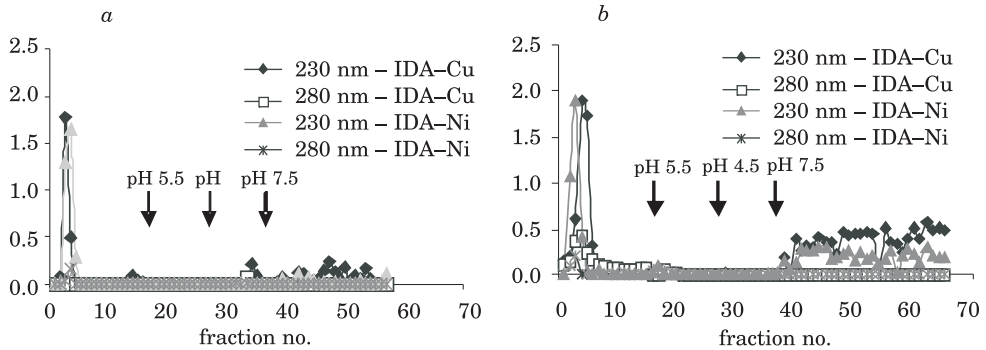 a
2.5
2.0
1.5
1.0
0.5
0.0
230 nm – IDA–Cu
280 nm – IDA–Cu
230 nm – IDA–Ni
280 nm – IDA–Ni
pH 5.5 pH pH 7.5
0 10 20 30 40 50 60 70
fraction no.
b
2.5
2.0
1.5
1.0
0.5
0.0
230 nm – IDA–Cu
280 nm – IDA–Cu
230 nm – IDA–Ni
280 nm – IDA–Ni
pH 5.5 pH 4.5 pH 7.5
0 10 20 30 40 50 60 70
fraction no.